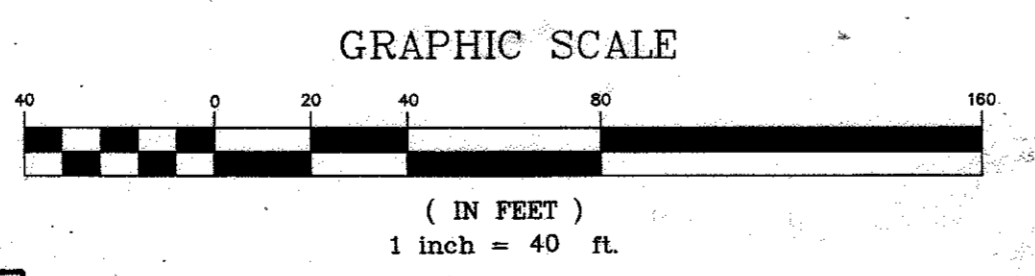 GRAPHIC SCALE
40 0 20 40 80 160
( IN FEET )
1 inch = 40 ft.